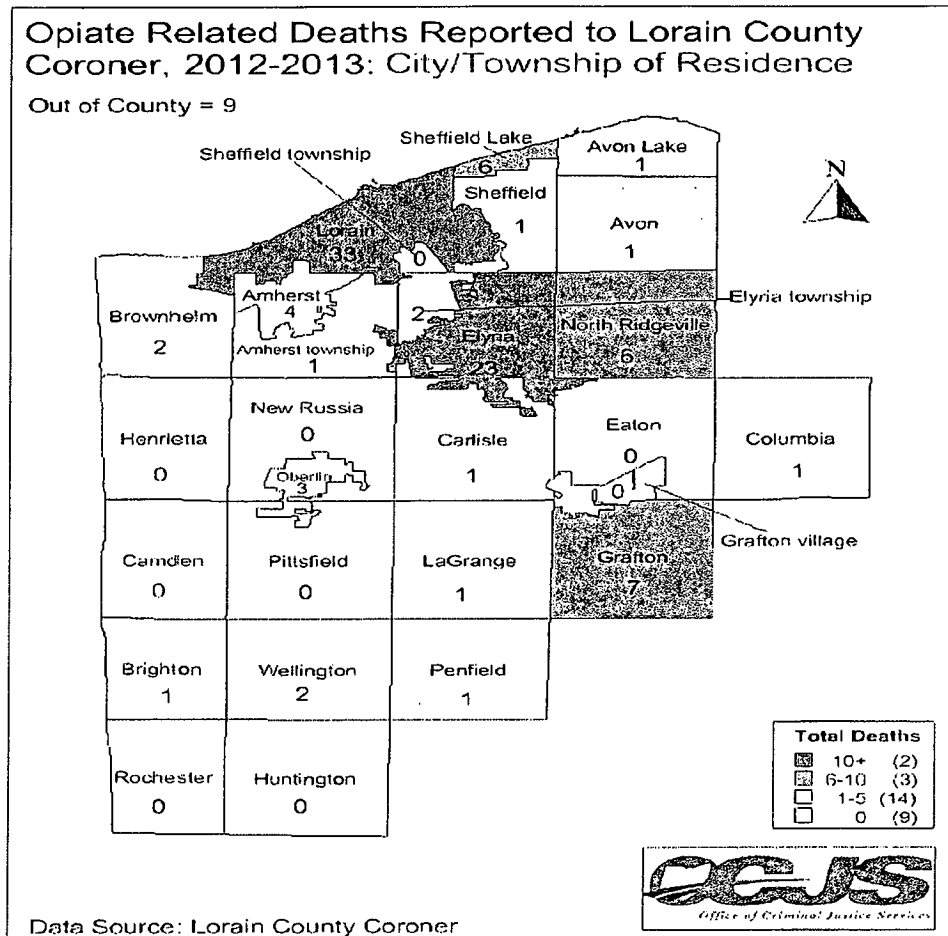 Opiate Related Deaths Reported to Lorain County
Coroner, 2012-2013: City/Township of Residence
Out of County = 9
Sheffield Lake
6
Sheffield township
Avon Lake
1
N
Sheffield
1
Avon
1
Lorain
33
0
Elyria township
Brownhelm
2
Amherst
4
2
North Ridgeville
6
Elyria
23
Amherst township
1
New Russia
0
Henrietta
0
Carlisle
1
Eaton
0
Columbia
1
Oberlin
3
0
Grafton village
Camden
0
Pittsfield
0
LaGrange
1
Grafton
7
Brighton
1
Wellington
2
Penfield
1
Rochester
0
Huntington
0
Total Deaths
10+ (2)
6-10 (3)
1-5 (14)
0 (9)
OCJS
Office of Criminal Justice Services
Data Source: Lorain County Coroner